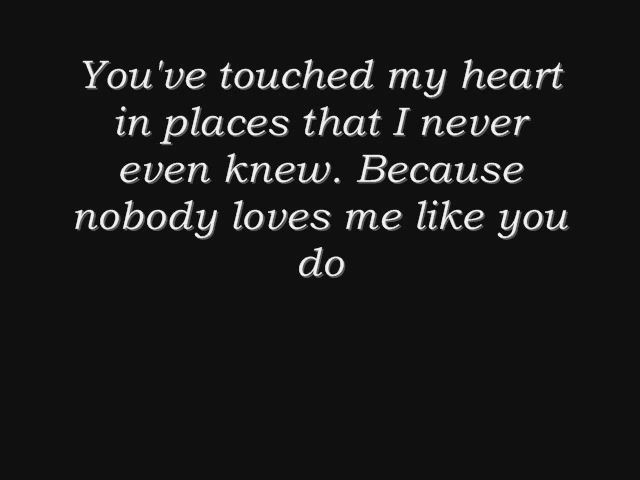 You've touched my heart
in places that I never
even knew. Because
nobody loves me like you
do